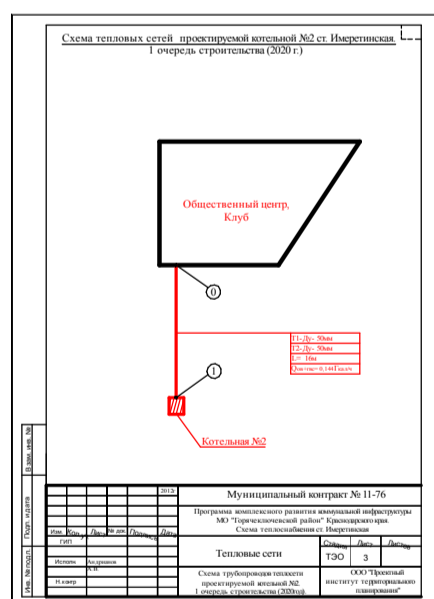 Схема тепловых сетей проектируемой котельной №2 ст. Имеретинская.
1 очередь строительства (2020 г.)
Общественный центр,
Клуб
0
Т1-Ду- 50мм
Т2-Ду- 50мм
L= 16м
1
Котельная №2
Взам. инв. №
Подп. и дата
Инв. № подл.
2012г
Муниципальный контракт № 11-76
Программа комплексного развития коммунальной инфраструктуры
МО "Горячеключевской район" Краснодарского края.
Схема теплоснабжения ст. Имеретинская
Изм. Кол.у Лист № док Подпись Дата
ГИП
Тепловые сети
Стадия Лист Листов
ТЭО 3
Исполн. Андрианов
Н.контр
Схема трубопроводов теплосети
проектируемой котельной №2.
1 очередь строительства (2020год).
ООО "Проектный
институт территориального
планирования"